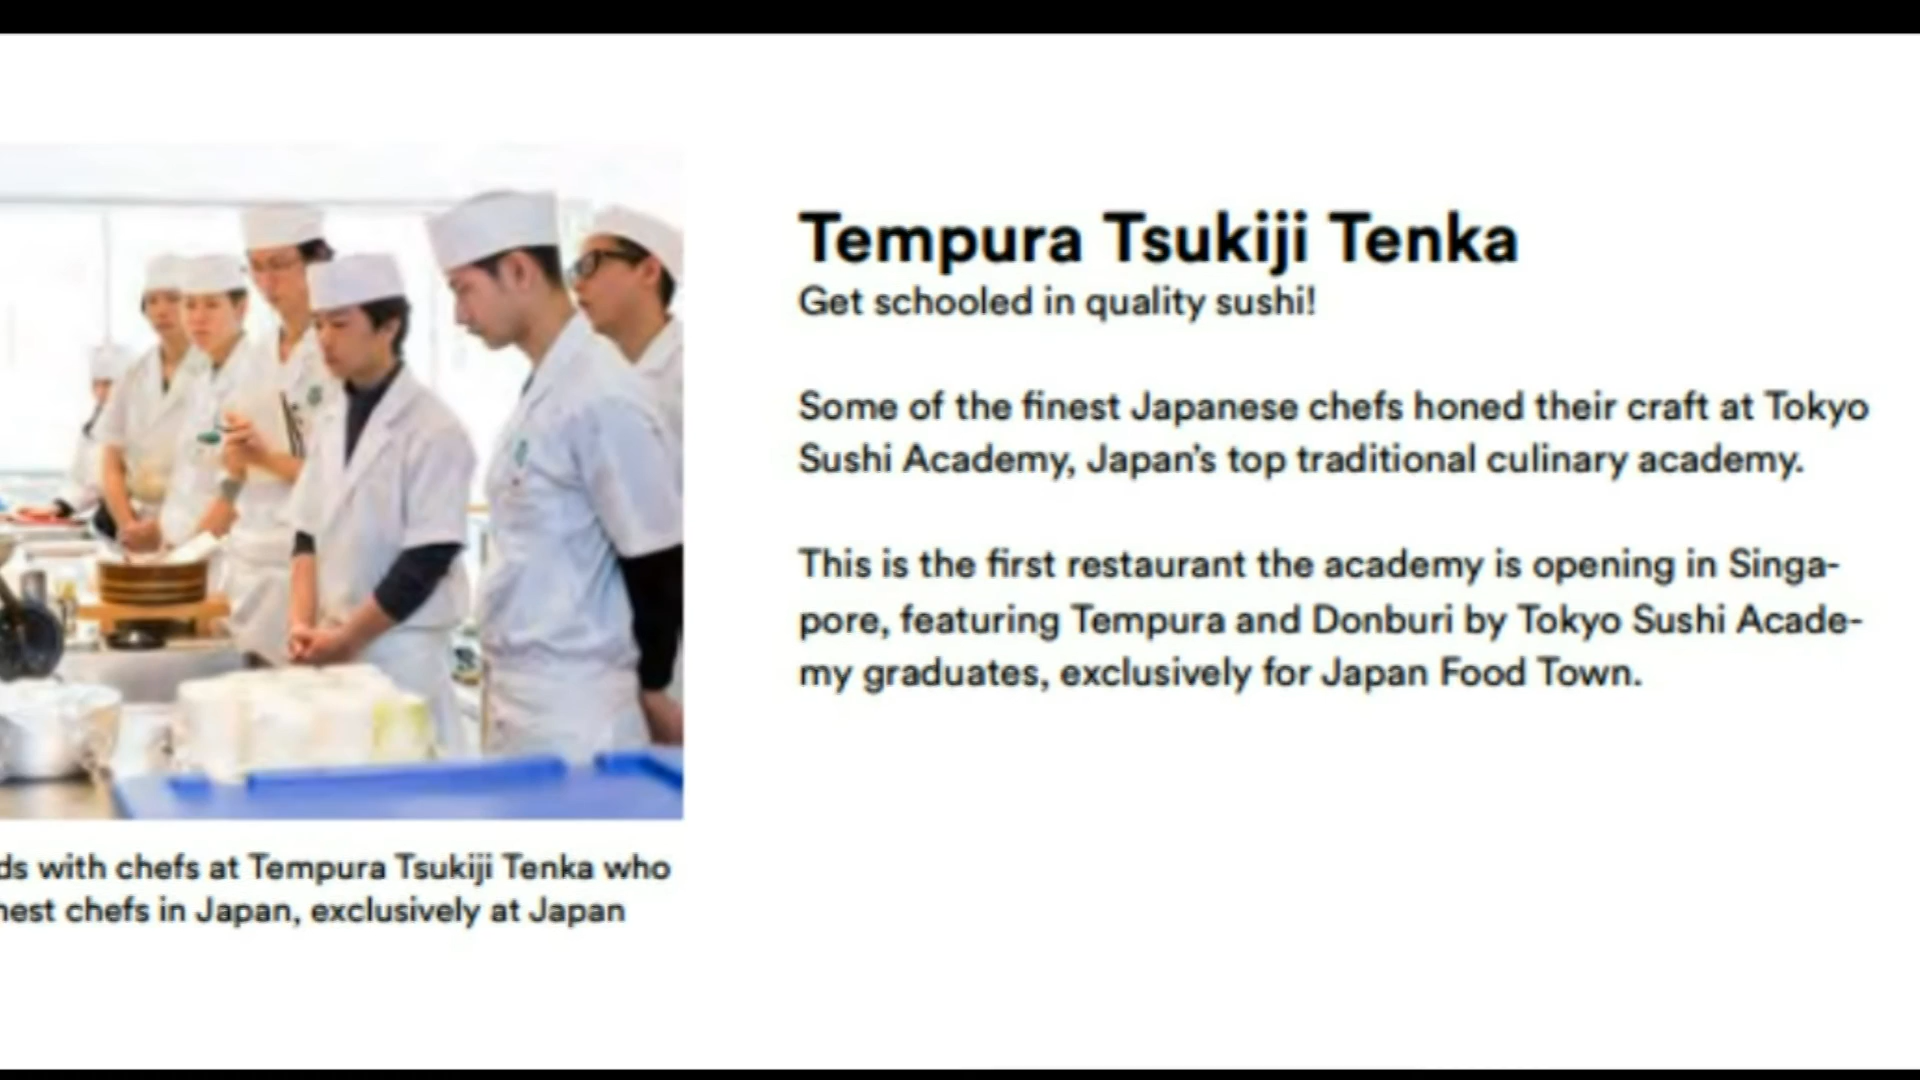 Tempura Tsukiji Tenka
Get schooled in quality sushi!
Some of the finest Japanese chefs honed their craft at Tokyo
Sushi Academy, Japan's top traditional culinary academy.
This is the first restaurant the academy is opening in Singa-
pore, featuring Tempura and Donburi by Tokyo Sushi Acade-
my graduates, exclusively for Japan Food Town.
with chefs at Tempura Tsukiji Tenka who
chefs in Japan, exclusively at Japan